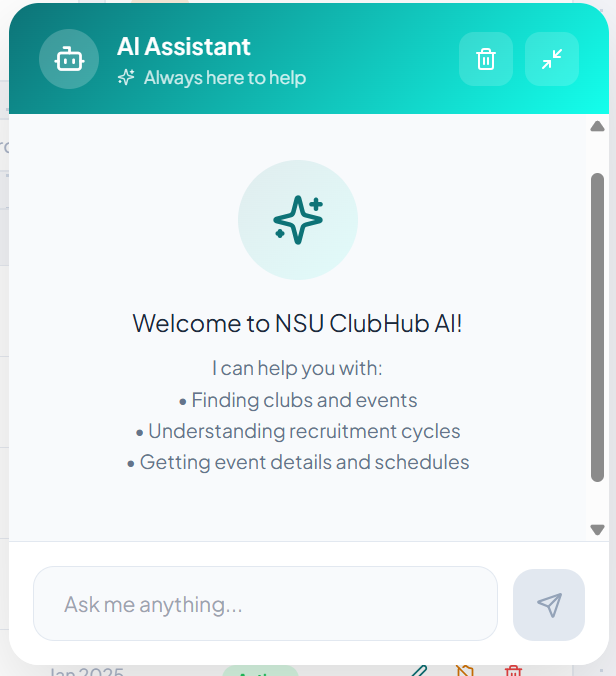 AI Assistant
Always here to help
Welcome to NSU ClubHub AI!
I can help you with:
• Finding clubs and events
• Understanding recruitment cycles
• Getting event details and schedules
Ask me anything...
Jan 2025